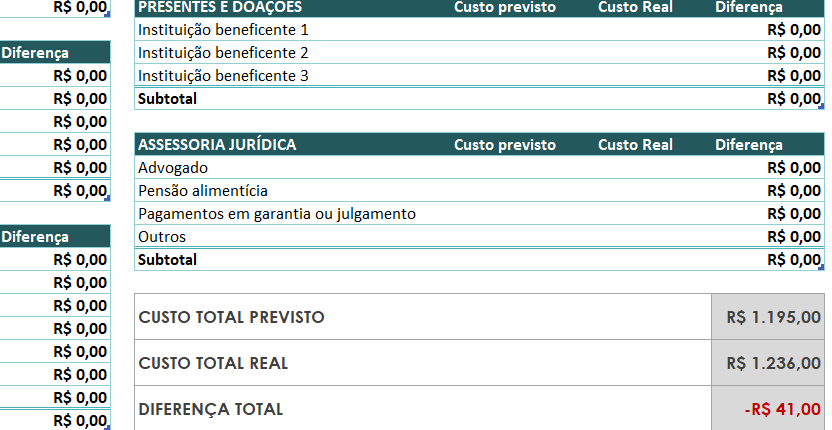 R$ 0,00
Diferença
R$ 0,00
R$ 0,00
R$ 0,00
R$ 0,00
R$ 0,00
R$ 0,00
Diferença
R$ 0,00
R$ 0,00
R$ 0,00
R$ 0,00
R$ 0,00
R$ 0,00
R$ 0,00
R$ 0,00
PRESENTES E DOAÇÕES Custo previsto Custo Real Diferença
Instituição beneficente 1 R$ 0,00
Instituição beneficente 2 R$ 0,00
Instituição beneficente 3 R$ 0,00
Subtotal R$ 0,00
ASSESSORIA JURÍDICA Custo previsto Custo Real Diferença
Advogado R$ 0,00
Pensão alimentícia R$ 0,00
Pagamentos em garantia ou julgamento R$ 0,00
Outros R$ 0,00
Subtotal R$ 0,00
CUSTO TOTAL PREVISTO R$ 1.195,00
CUSTO TOTAL REAL R$ 1.236,00
DIFERENÇA TOTAL -R$ 41,00